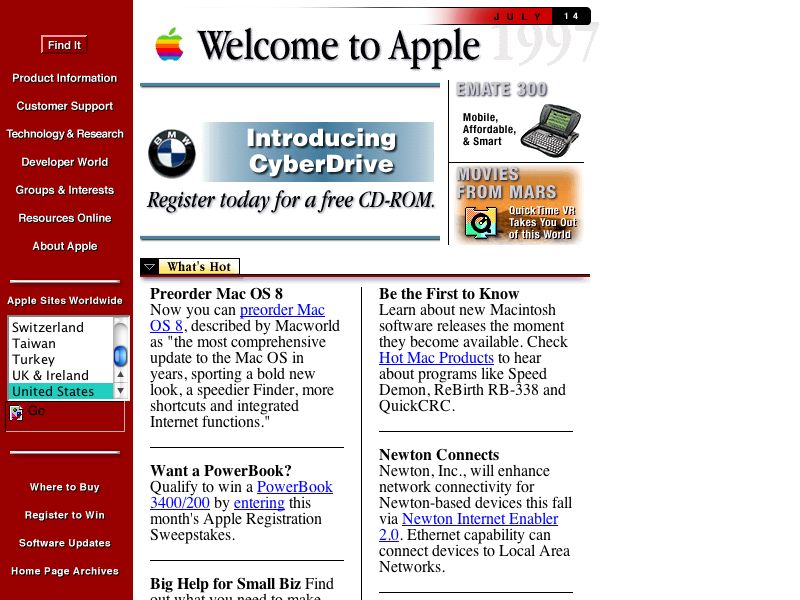 JULY 14
1997
Welcome to Apple
Find It
Product Information
Customer Support
Technology & Research
Developer World
Groups & Interests
Resources Online
About Apple
Apple Sites Worldwide
Switzerland
Taiwan
Turkey
UK & Ireland
United States
Go
Where to Buy
Register to Win
Software Updates
Home Page Archives
BMW
Introducing
CyberDrive
Register today for a free CD-ROM.
EMATE 300
Mobile,
Affordable,
& Smart
MOVIES
FROM MARS
QuickTime VR
Takes You Out
of this World
What's Hot
Preorder Mac OS 8
Now you can preorder Mac
OS 8, described by Macworld
as "the most comprehensive
update to the Mac OS in
years, sporting a bold new
look, a speedier Finder, more
shortcuts and integrated
Internet functions."
Want a PowerBook?
Qualify to win a PowerBook
3400/200 by entering this
month's Apple Registration
Sweepstakes.
Big Help for Small Biz Find
out what you need to make
Be the First to Know
Learn about new Macintosh
software releases the moment
they become available. Check
Hot Mac Products to hear
about programs like Speed
Demon, ReBirth RB-338 and
QuickCRC.
Newton Connects
Newton, Inc., will enhance
network connectivity for
Newton-based devices this fall
via Newton Internet Enabler
2.0. Ethernet capability can
connect devices to Local Area
Networks.